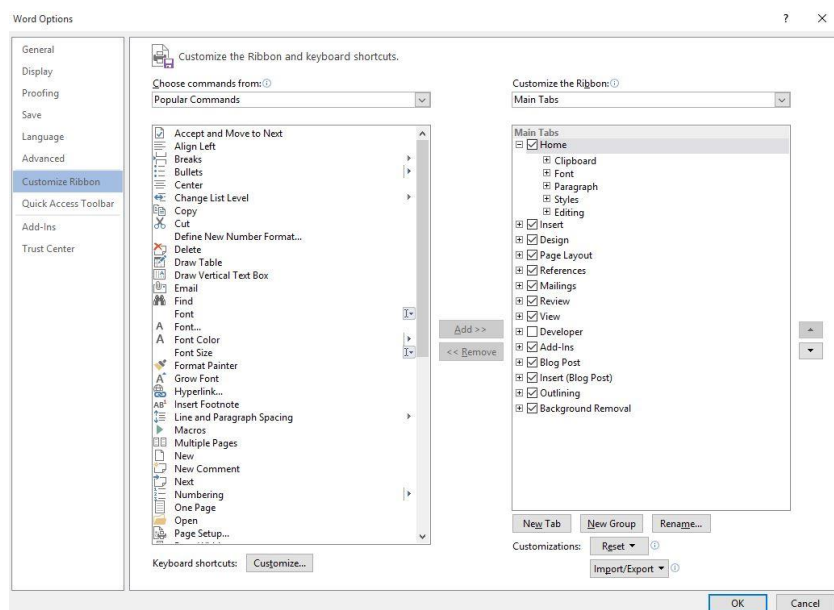 Word Options
?
X
General
Display
Proofing
Save
Language
Advanced
Customize Ribbon
Quick Access Toolbar
Add-Ins
Trust Center
Customize the Ribbon and keyboard shortcuts.
Choose commands from:
Popular Commands
Accept and Move to Next
Align Left
Breaks
Bullets
Center
Change List Level
Copy
Cut
Define New Number Format...
Delete
Draw Table
Draw Vertical Text Box
Email
Find
Font
Font...
Font Color
Font Size
Format Painter
Grow Font
Hyperlink...
Insert Footnote
Line and Paragraph Spacing
Macros
Multiple Pages
New
New Comment
Next
Numbering
One Page
Open
Page Setup...
Keyboard shortcuts: Customize...
Add >>
<< Remove
Customize the Ribbon:
Main Tabs
Main Tabs
Home
Clipboard
Font
Paragraph
Styles
Editing
Insert
Design
Page Layout
References
Mailings
Review
View
Developer
Add-Ins
Blog Post
Insert (Blog Post)
Outlining
Background Removal
New Tab New Group Rename...
Customizations: Reset
Import/Export
OK Cancel